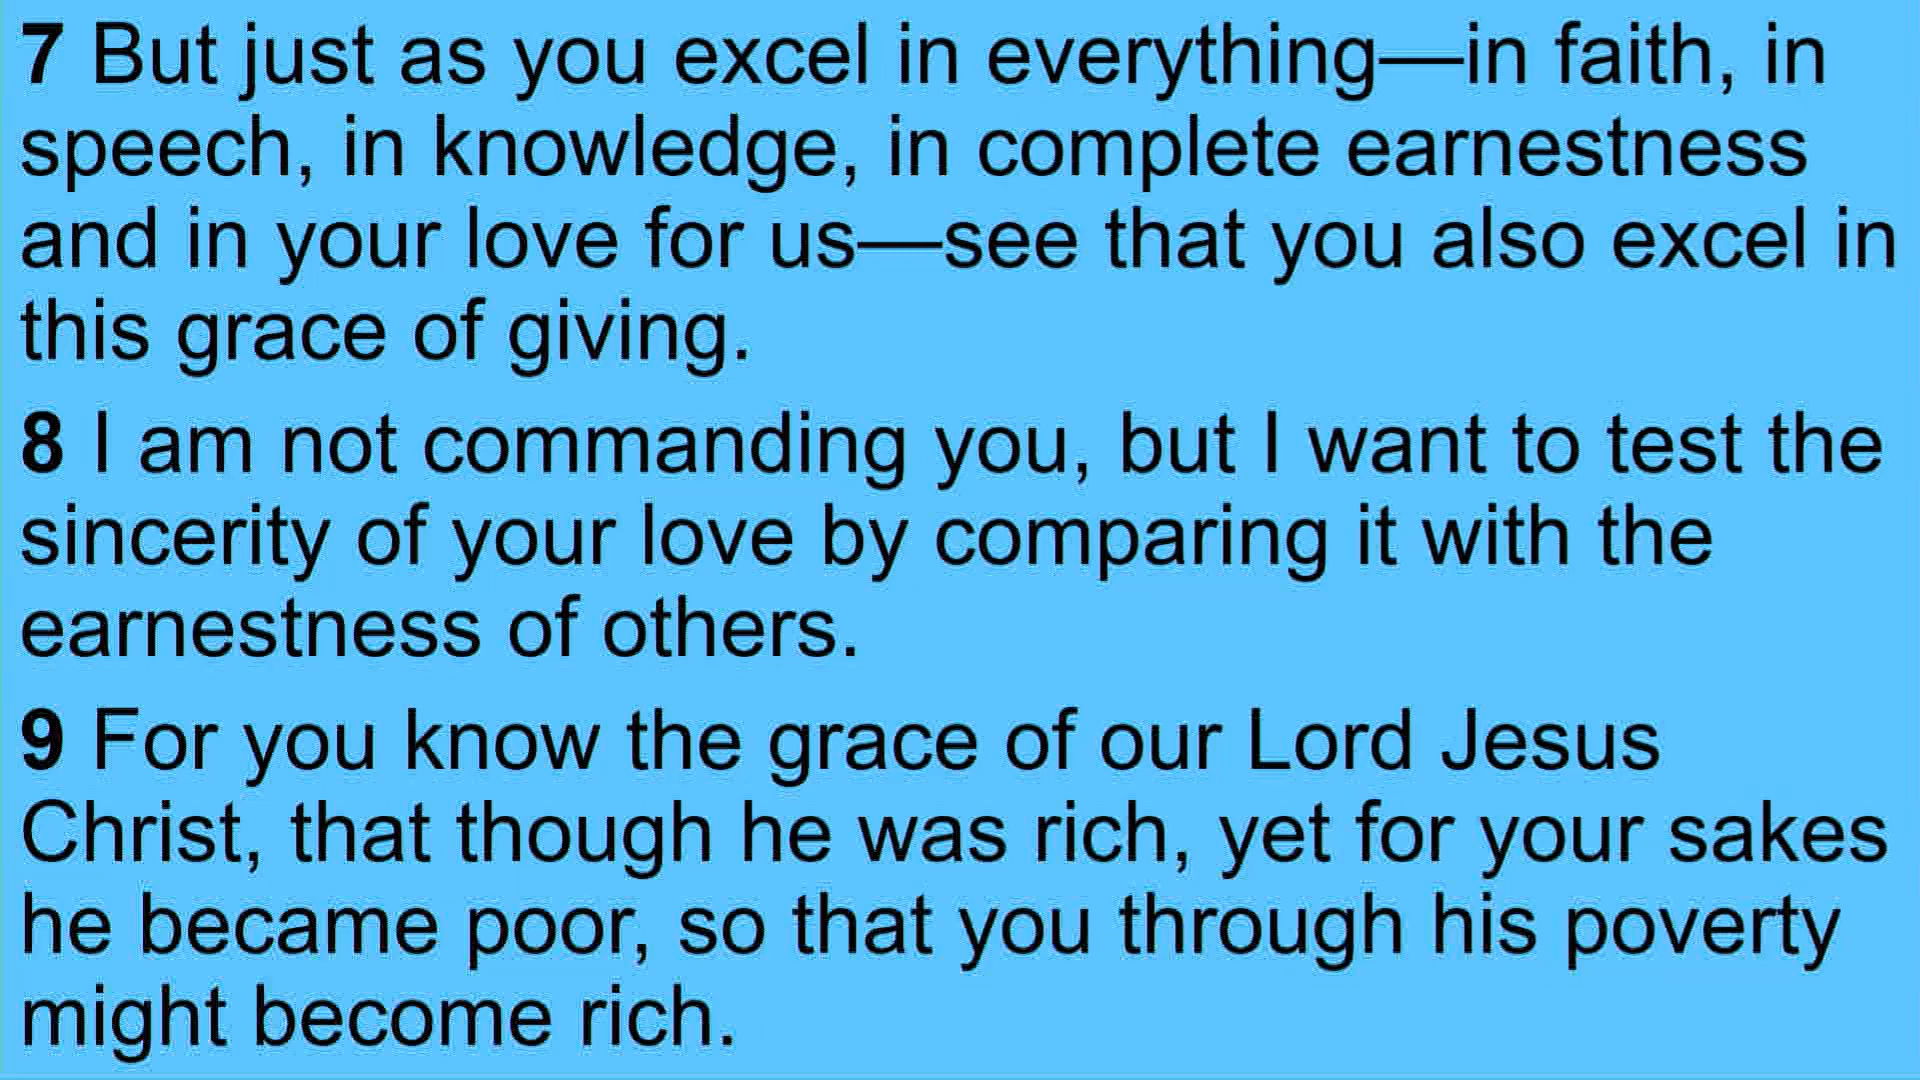 7 But just as you excel in everything—in faith, in
speech, in knowledge, in complete earnestness
and in your love for us—see that you also excel in
this grace of giving.
8 I am not commanding you, but I want to test the
sincerity of your love by comparing it with the
earnestness of others.
9 For you know the grace of our Lord Jesus
Christ, that though he was rich, yet for your sakes
he became poor, so that you through his poverty
might become rich.